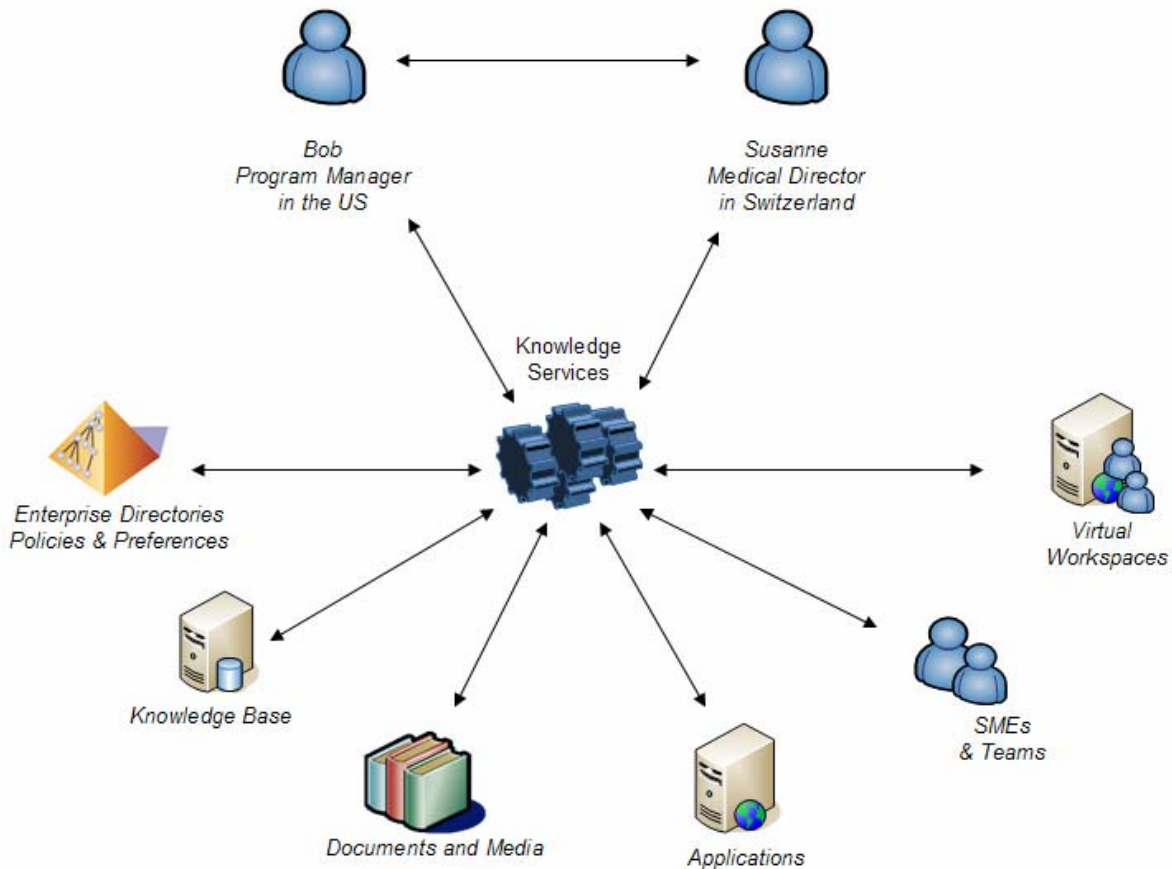 Bob
Program Manager
in the US
Susanne
Medical Director
in Switzerland
Knowledge
Services
Enterprise Directories
Policies & Preferences
Virtual
Workspaces
Knowledge Base
SMEs
& Teams
Documents and Media
Applications